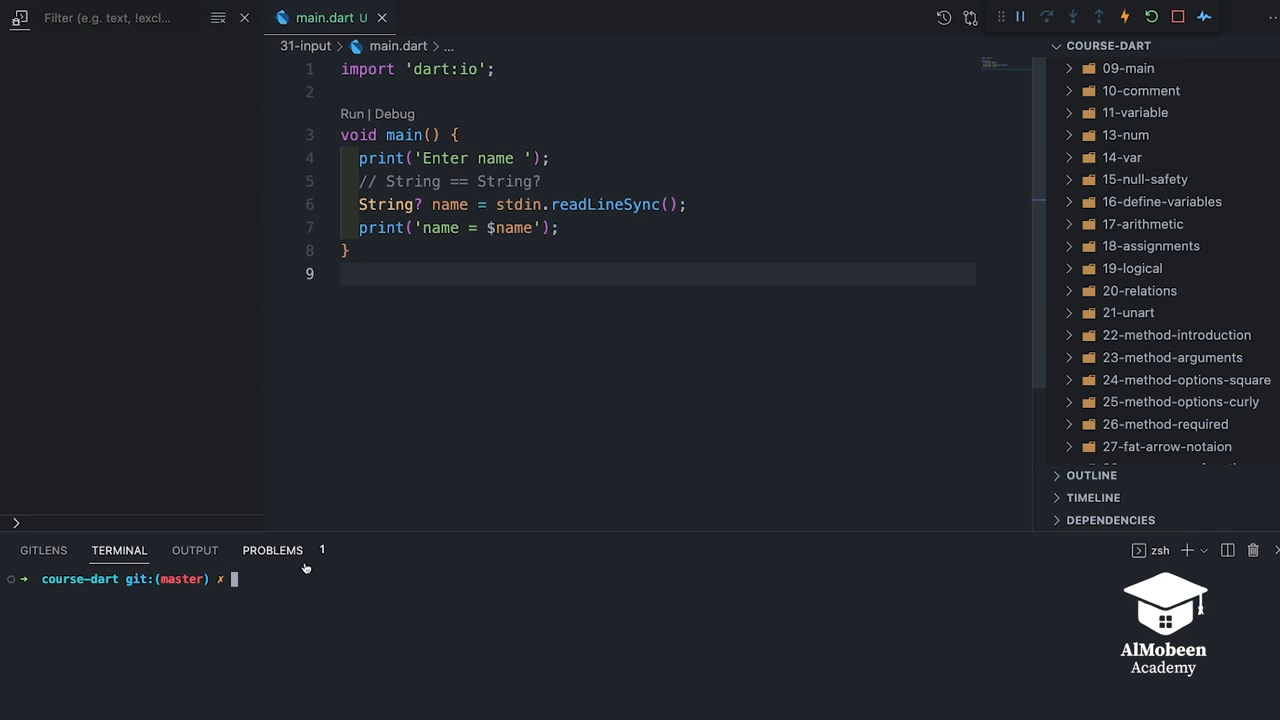 Filter (e.g. text, !excl...
main.dart U
31-input > main.dart > ...
1 import 'dart:io';
2
Run | Debug
3 void main() {
4 print('Enter name ');
5 // String == String?
6 String? name = stdin.readLineSync();
7 print('name = $name');
8 }
9
COURSE-DART
09-main
10-comment
11-variable
13-num
14-var
15-null-safety
16-define-variables
17-arithmetic
18-assignments
19-logical
20-relations
21-unart
22-method-introduction
23-method-arguments
24-method-options-square
25-method-options-curly
26-method-required
27-fat-arrow-notaion
OUTLINE
TIMELINE
DEPENDENCIES
GITLENS TERMINAL OUTPUT PROBLEMS 1
zsh
course-dart git:(master) ✗
AlMobeen
Academy